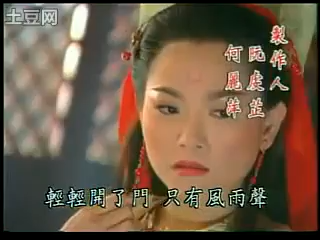 土豆网
製作人
阮虔芷
何麗萍
輕輕開了門 只有風雨聲